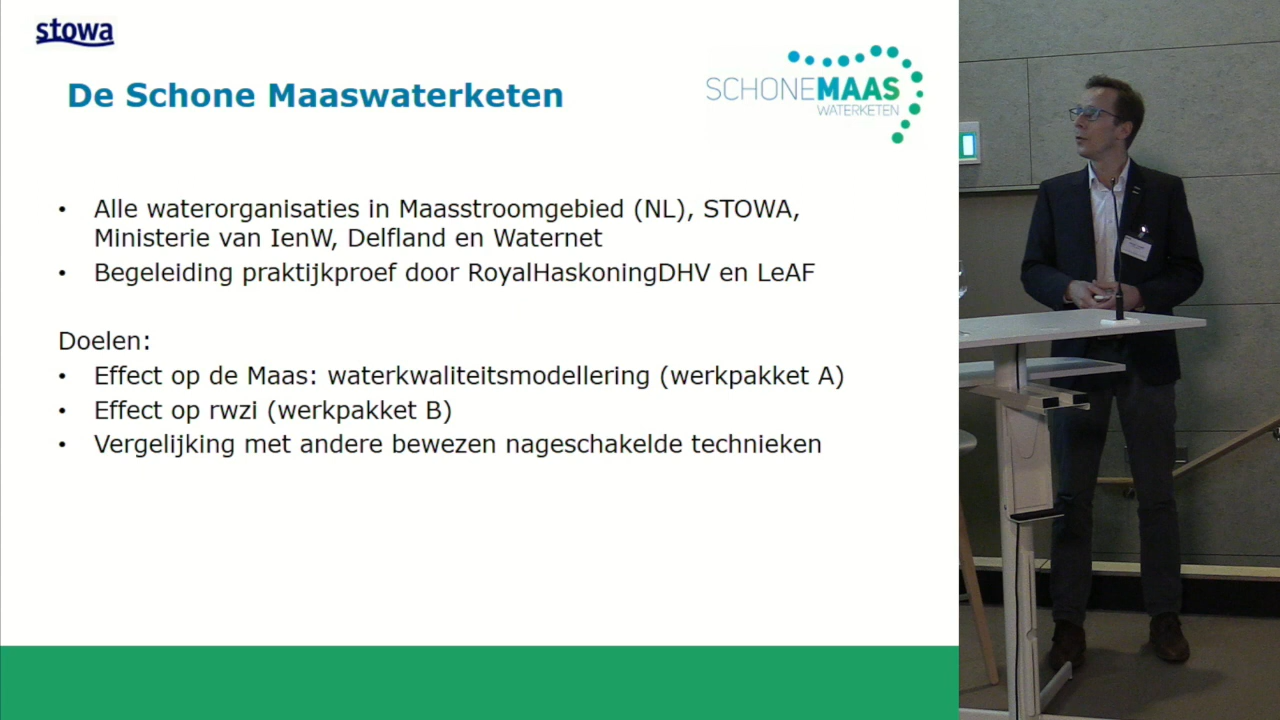 stowa
De Schone Maaswaterketen
SCHONEMAAS
WATERKETEN
• Alle waterorganisaties in Maasstroomgebied (NL), STOWA,
Ministerie van IenW, Delfland en Waternet
• Begeleiding praktijkproef door RoyalHaskoningDHV en LeAF
Doelen:
• Effect op de Maas: waterkwaliteitsmodellering (werkpakket A)
• Effect op rwzi (werkpakket B)
• Vergelijking met andere bewezen nageschakelde technieken